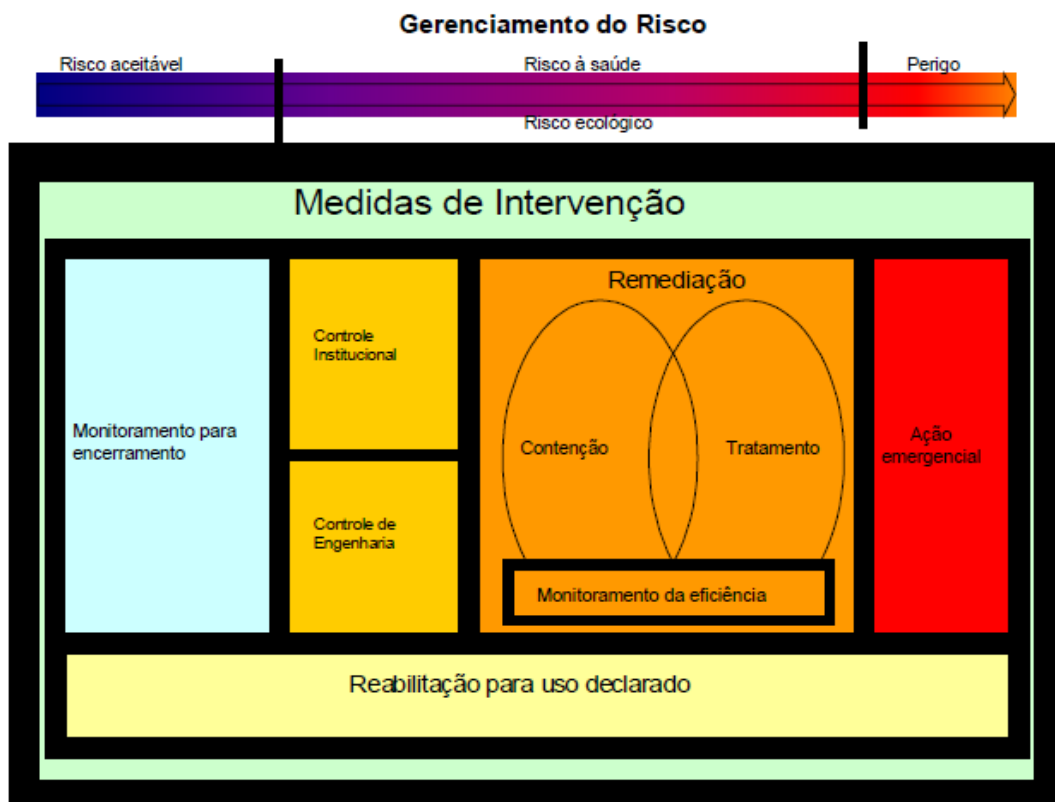 Gerenciamento do Risco
Risco aceitável
Risco à saúde
Perigo
Risco ecológico
Medidas de Intervenção
Monitoramento para
encerramento
Controle
Institucional
Controle de
Engenharia
Remediação
Contenção
Tratamento
Monitoramento da eficiência
Ação
emergencial
Reabilitação para uso declarado